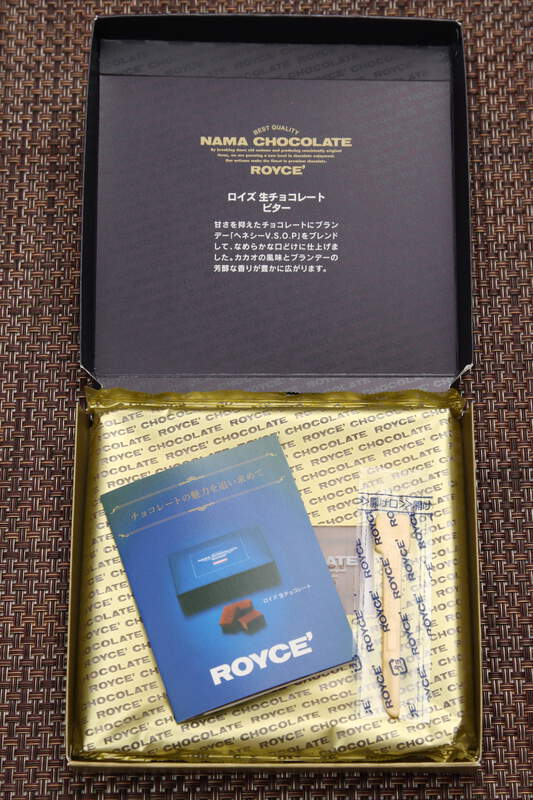 BEST QUALITY
NAMA CHOCOLATE
ROYCE'
ロイズ 生チョコレート
ビター
甘さを抑えたチョコレートにブラン
デー「ヘネシーV.S.O.P」をブレンド
して、なめらかな口どけに仕上げま
した。カカオの風味とブランデーの
芳醇な香りが豊かに広がります。
ROYCE' CHOCOLATE
チョコレートの魅力を追い求めて
NAMA CHOCOLATE
ロイズ 生チョコレート
ROYCE'
ROYCE'
ROYCE'
ROYCE'